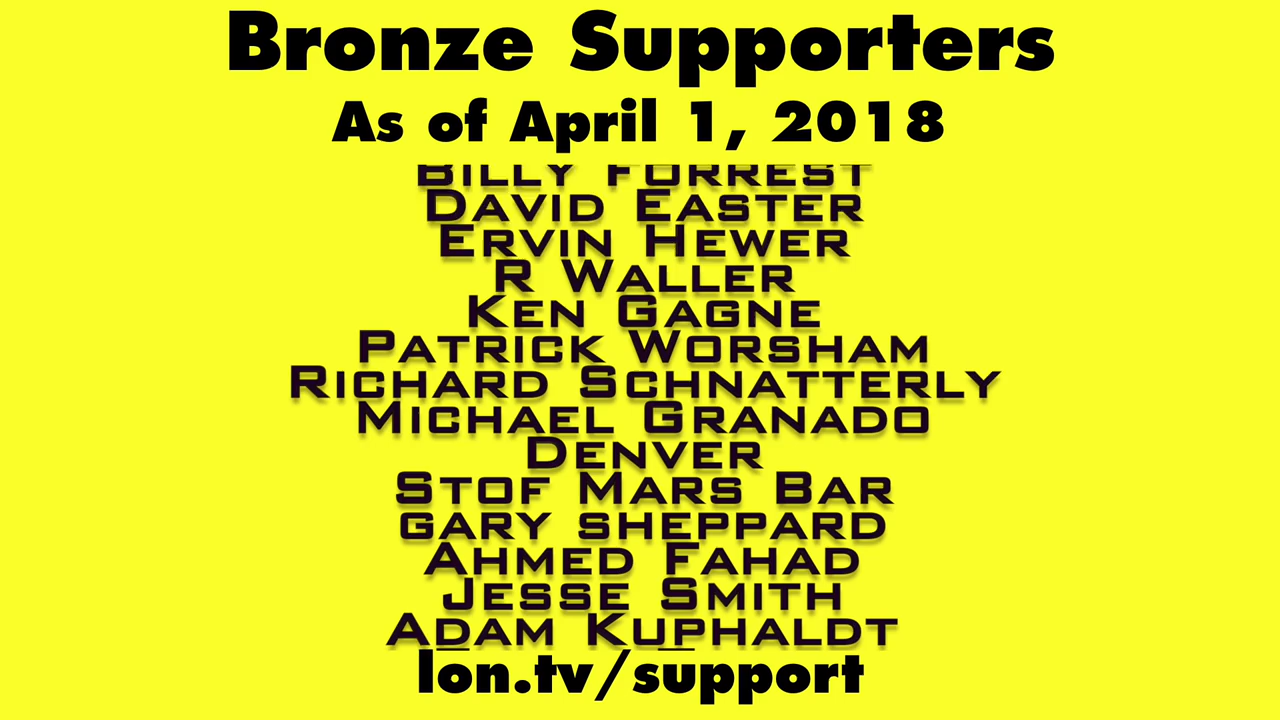 Bronze Supporters
As of April 1, 2018
Billy Forrest
David Easter
Ervin Hewer
R Waller
Ken Gagne
Patrick Worsham
Richard Schnatterly
Michael Granado
Denver
Stof Mars Bar
gary sheppard
Ahmed Fahad
Jesse Smith
Adam Kuphaldt
lon.tv/support